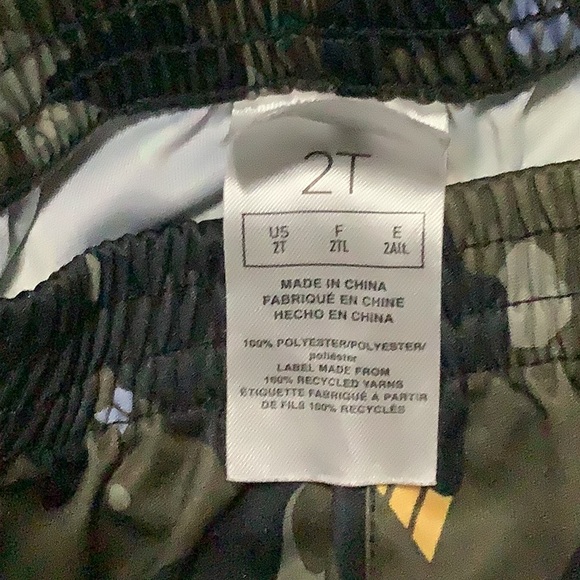 2T
US F E
2T 2TL 2AÑL
MADE IN CHINA
FABRIQUÉ EN CHINE
HECHO EN CHINA
100% POLYESTER/POLYESTER/
poliéster
LABEL MADE FROM
100% RECYCLED YARNS
ÉTIQUETTE FABRIQUÉ A PARTIR
DE FILS 100% RECYCLÉS